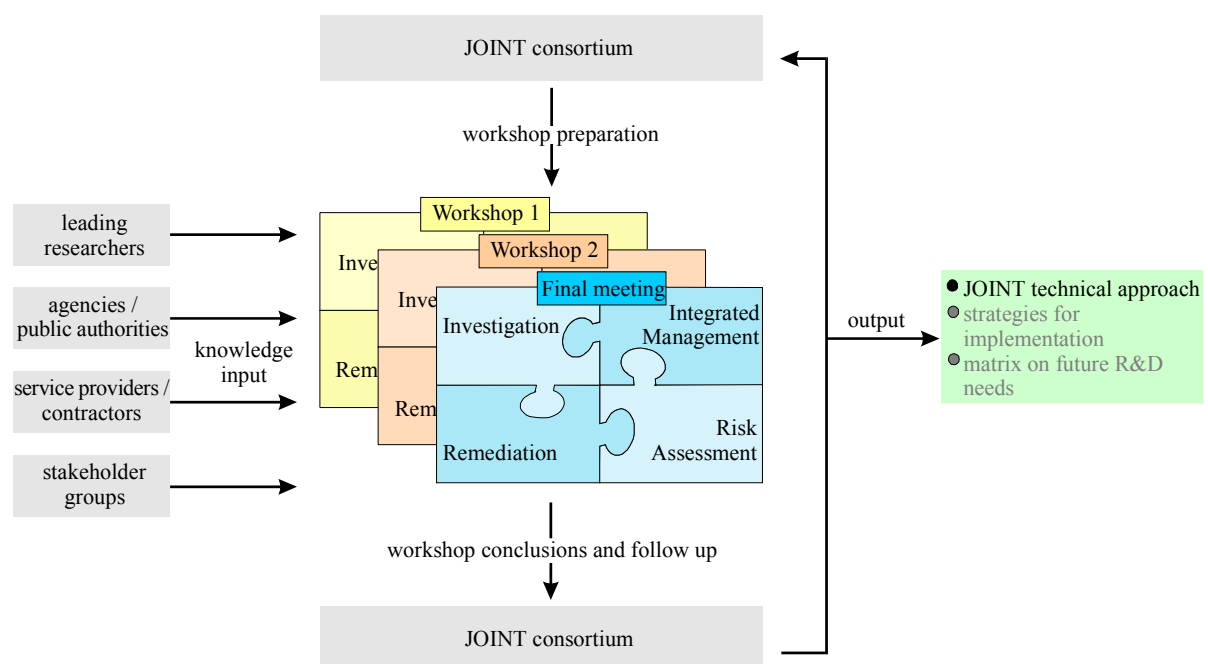 JOINT consortium
workshop preparation
leading
researchers
agencies /
public authorities
knowledge
input
service providers /
contractors
stakeholder
groups
Workshop 1
Inve
Rem
Workshop 2
Inve
Rem
Final meeting
Investigation
Integrated
Management
Remediation
Risk
Assessment
output
JOINT technical approach
strategies for
implementation
matrix on future R&D
needs
workshop conclusions and follow up
JOINT consortium